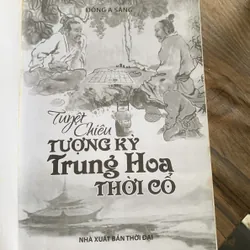 ĐÔNG A SÁNG
Tuyệt
Chiêu
TƯỢNG KỲ
Trung Hoa
THỜI CỔ
NHÀ XUẤT BẢN THỜI ĐẠI